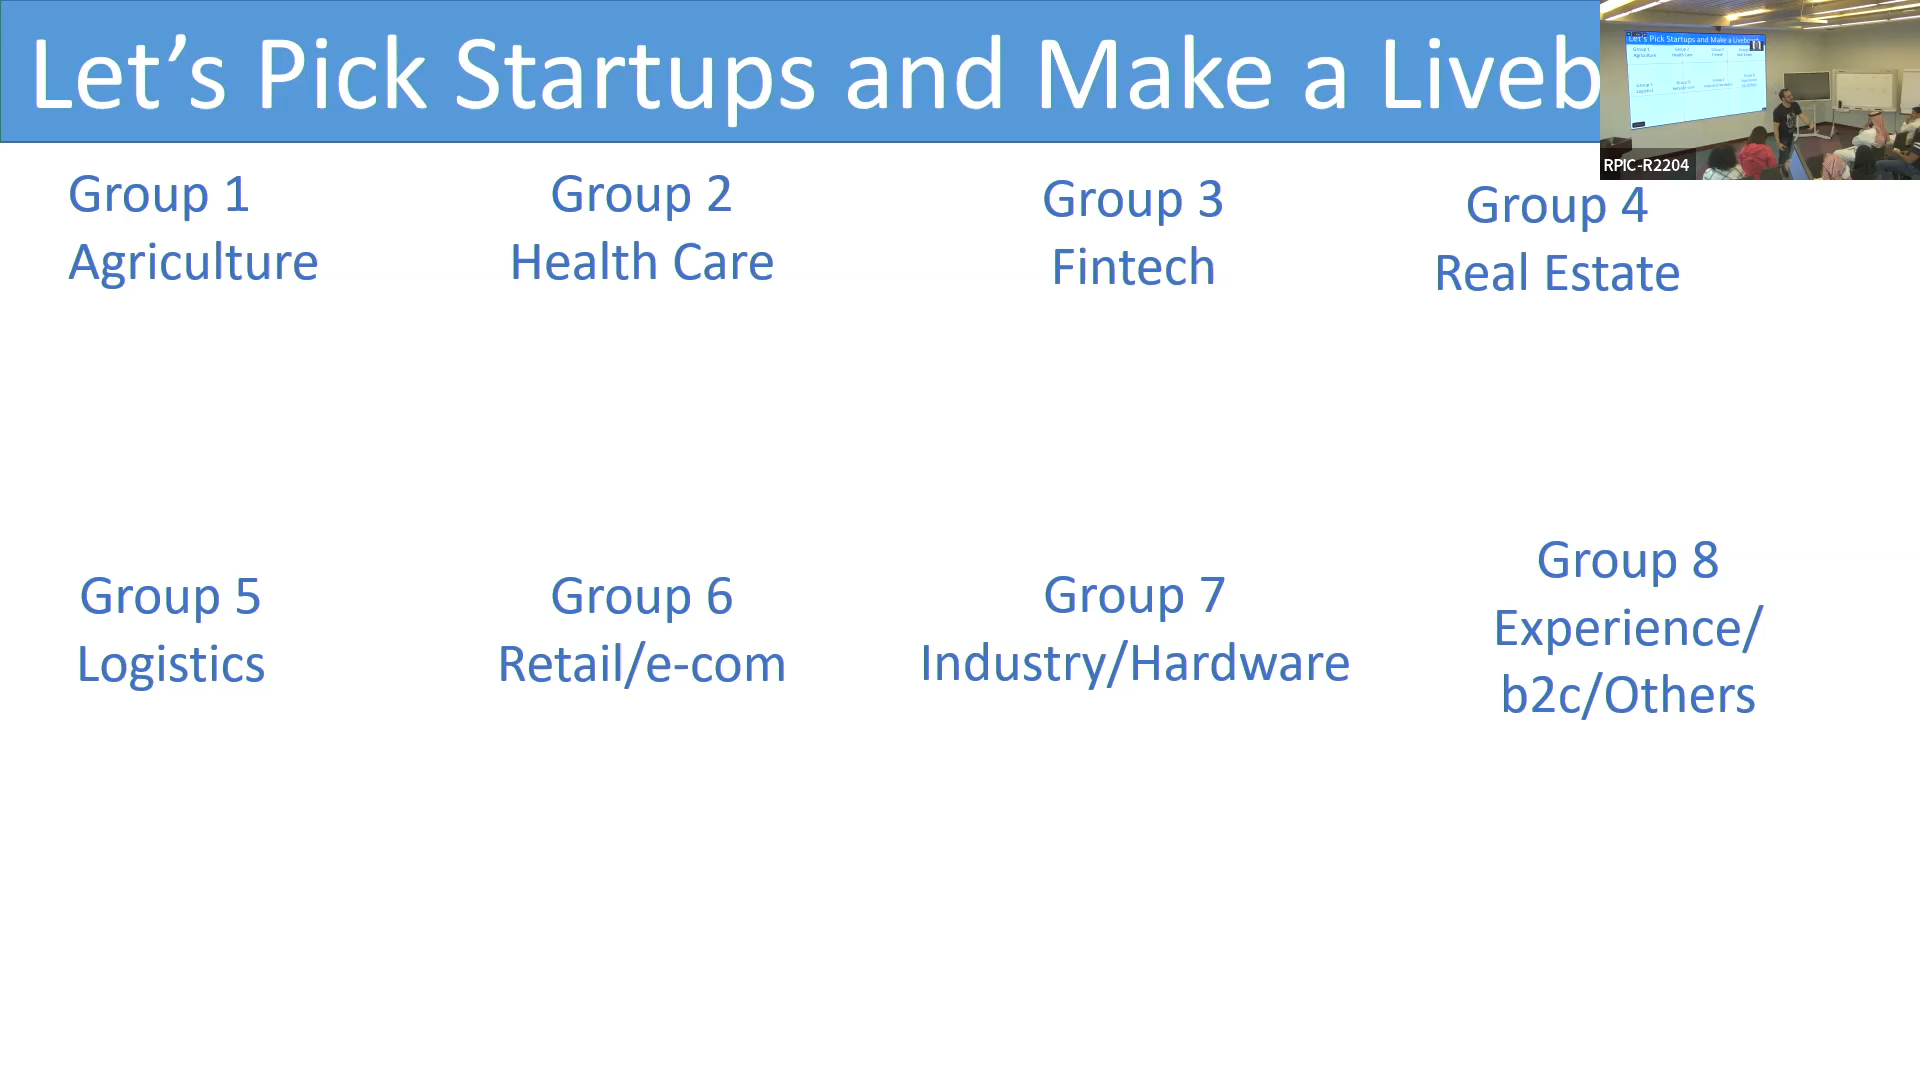 Let's Pick Startups and Make a Liveb
RPIC-R2204
Group 1
Agriculture
Group 2
Health Care
Group 3
Fintech
Group 4
Real Estate
Group 5
Logistics
Group 6
Retail/e-com
Group 7
Industry/Hardware
Group 8
Experience/
b2c/Others